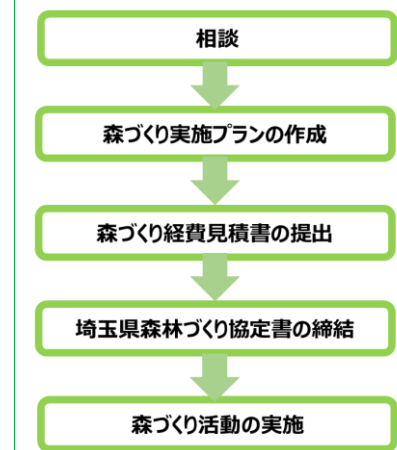 相談
森づくり実施プランの作成
森づくり経費見積書の提出
埼玉県森林づくり協定書の締結
森づくり活動の実施